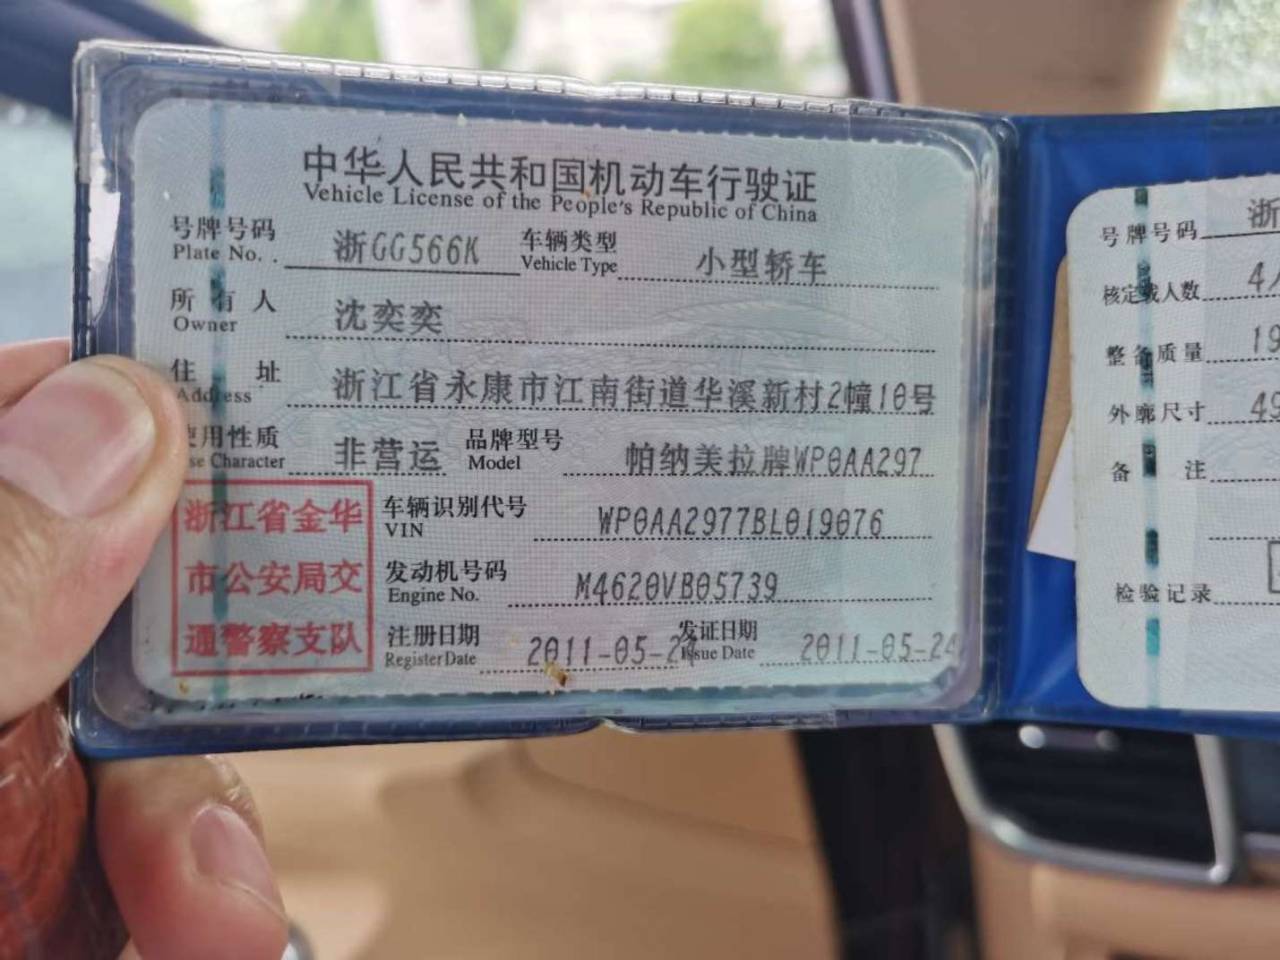 中华人民共和国机动车行驶证
Vehicle License of the People's Republic of China
号牌号码 浙GG566K 车辆类型 小型轿车
Plate No. Vehicle Type
所有人 沈奕奕
Owner
住址 浙江省永康市江南街道华溪新村2幢10号
Address
使用性质 非营运 品牌型号 帕纳美拉牌WP0AA297
Character Model
浙江省金华
市公安局交
通警察支队
车辆识别代号 WP0AA2977BL019076
VIN
发动机号码 M4620VB05739
Engine No.
注册日期 2011-05-24 发证日期 2011-05-24
Register Date Issue Date
号牌号码 浙
核定载人数 4
整备质量 19
外廓尺寸 49
备注
检验记录